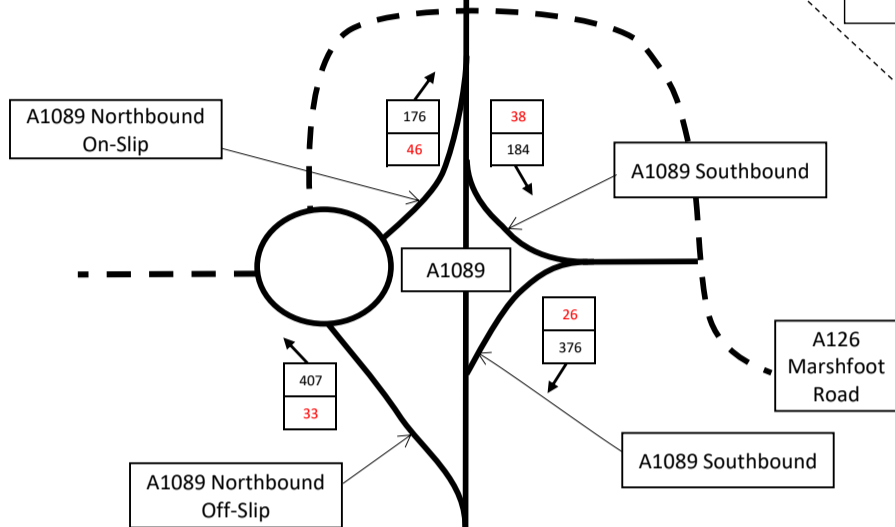 A1089 Northbound
On-Slip
176
46
38
184
A1089 Southbound
A1089
26
376
A126
Marshfoot
Road
407
33
A1089 Southbound
A1089 Northbound
Off-Slip